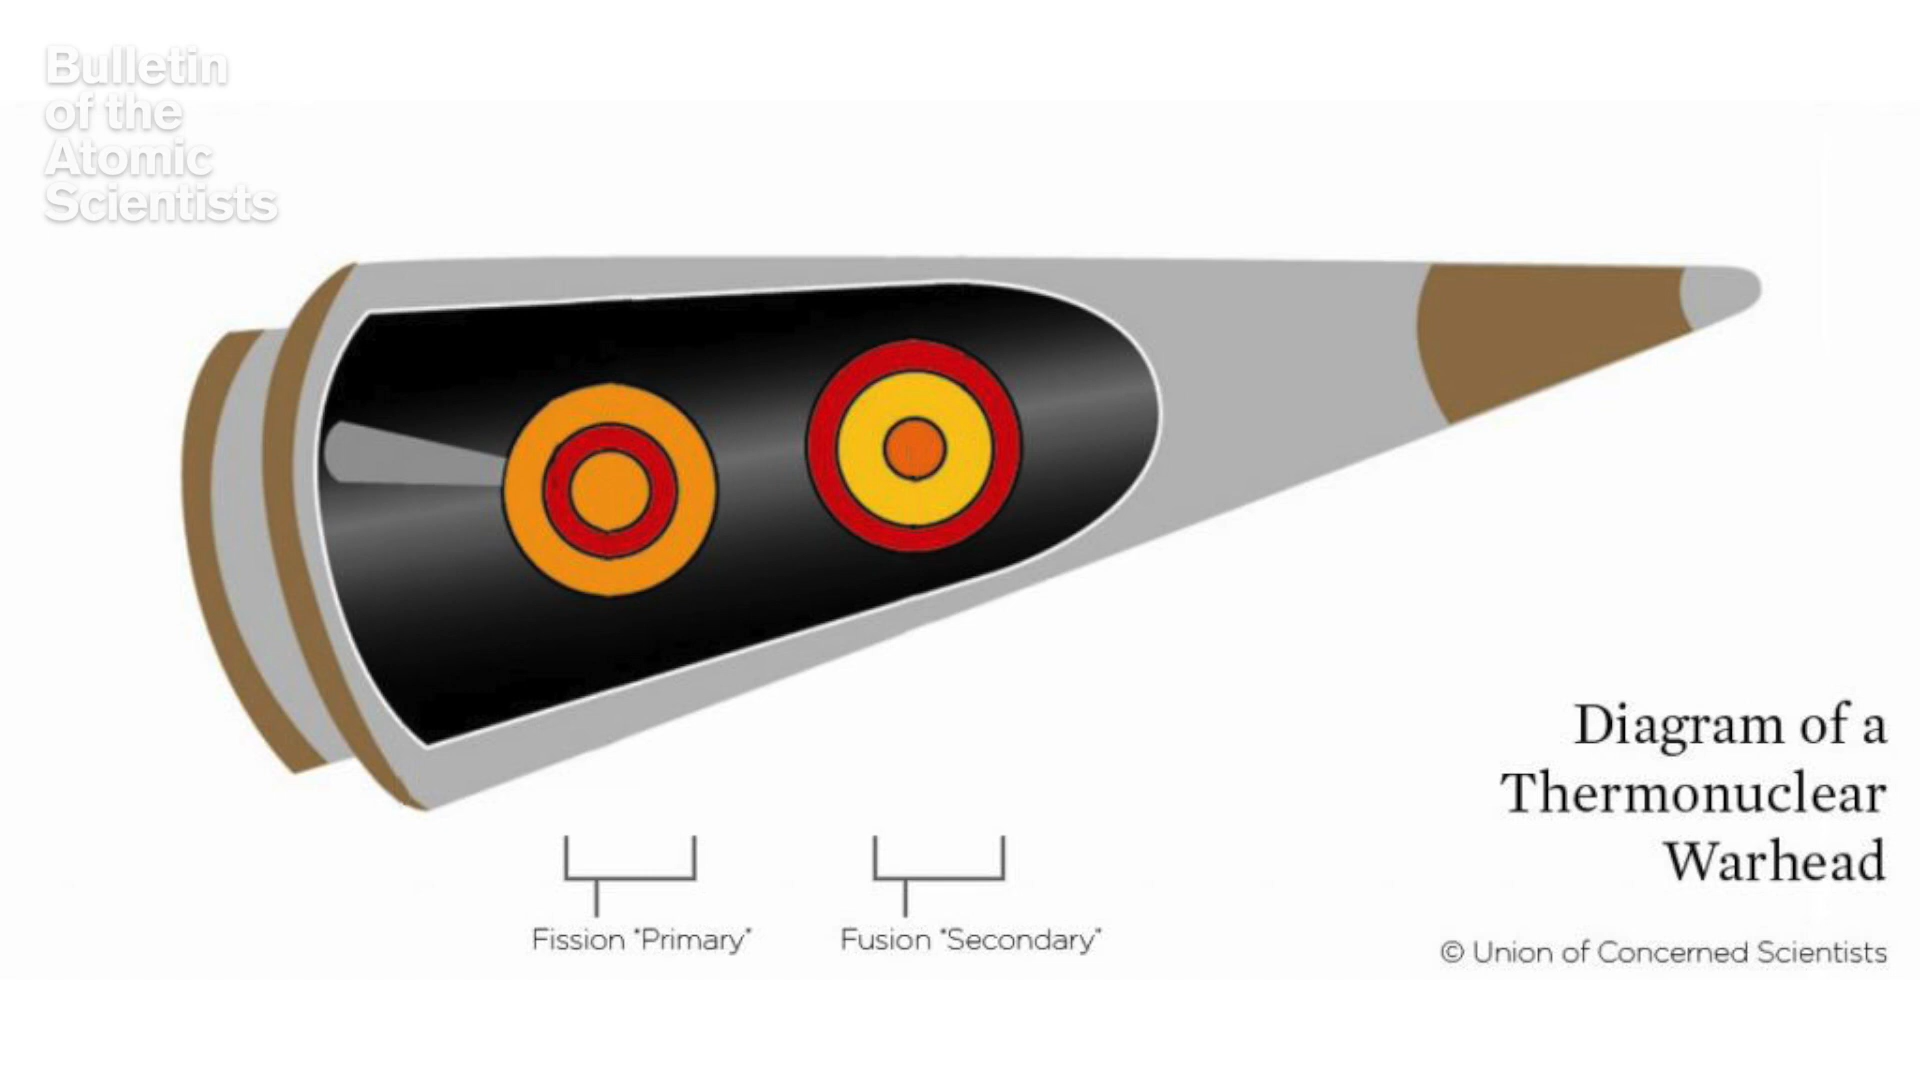 Bulletin
of the
Atomic
Scientists
Fission "Primary"
Fusion "Secondary"
Diagram of a
Thermonuclear
Warhead
© Union of Concerned Scientists